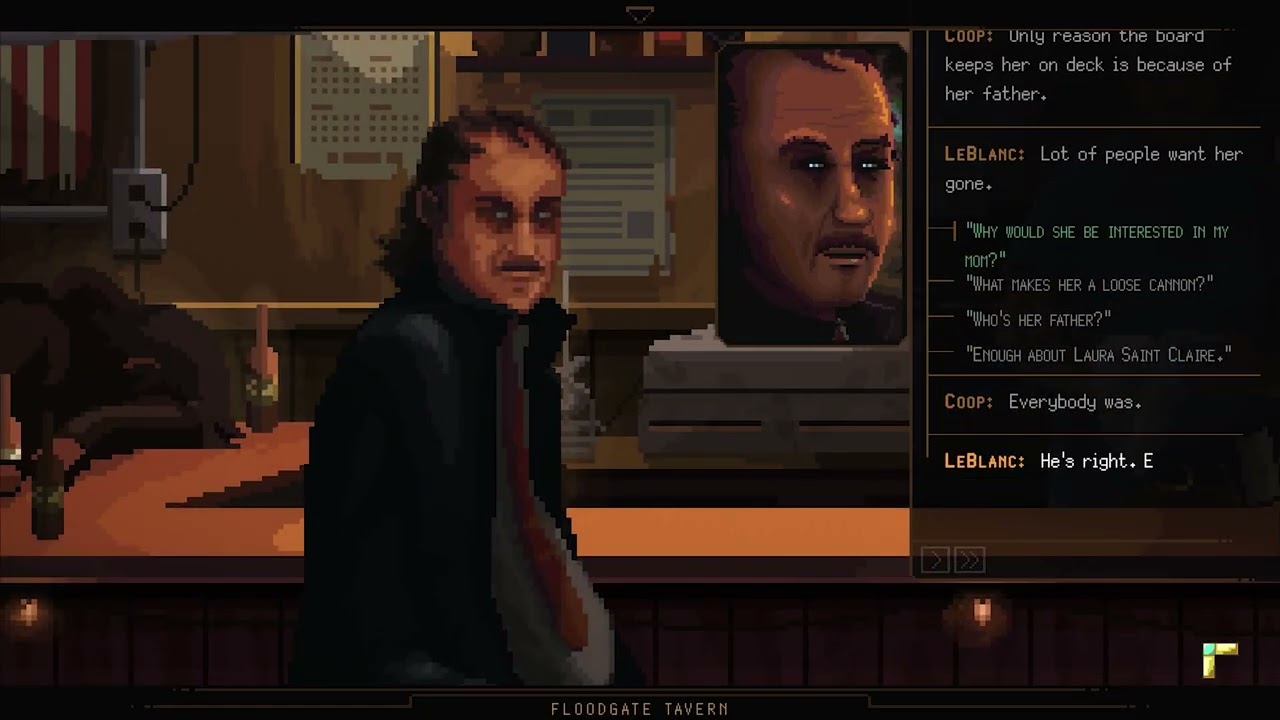 COOP: Only reason the board
keeps her on deck is because of
her father.
LEBLANC: Lot of people want her
gone.
"WHY WOULD SHE BE INTERESTED IN MY
MOM?"
"WHAT MAKES HER A LOOSE CANNON?"
"WHO'S HER FATHER?"
"ENOUGH ABOUT LAURA SAINT CLAIRE."
COOP: Everybody was.
LEBLANC: He's right. E
FLOODGATE TAVERN